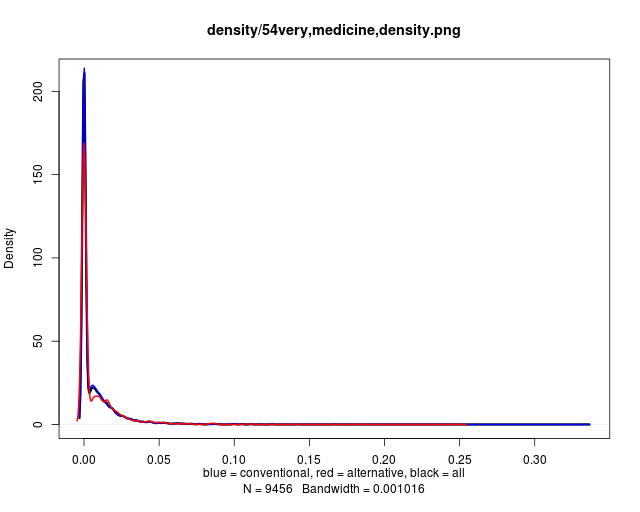 density/54very,medicine,density.png
Density
200
150
100
50
0
0.00 0.05 0.10 0.15 0.20 0.25 0.30
blue = conventional, red = alternative, black = all
N = 9456 Bandwidth = 0.001016